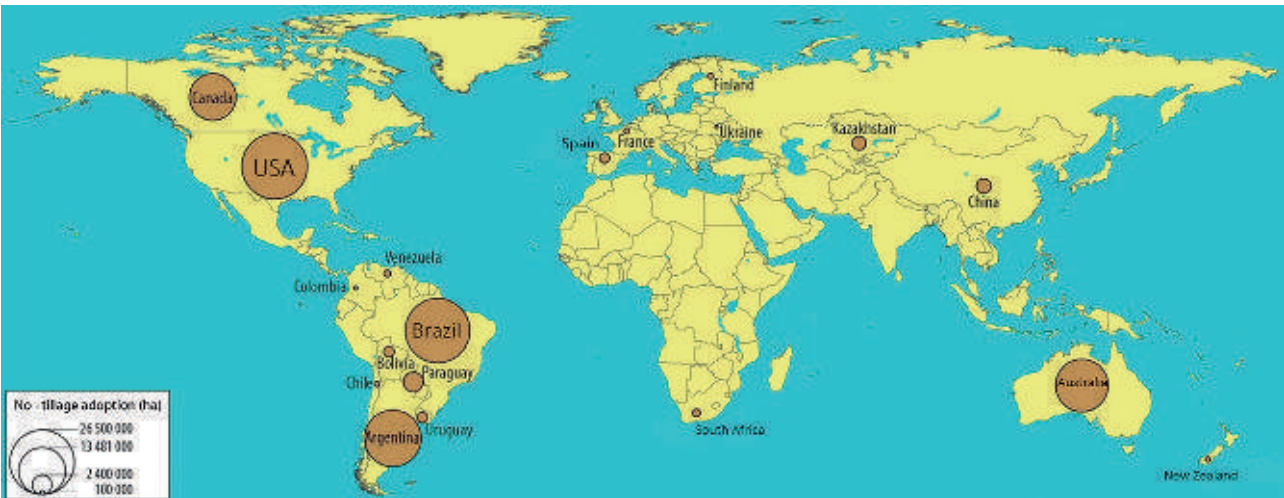 Canada
USA
Finland
Ukraine
Kazakhstan
France
Spain
China
Venezuela
Colombia
Brazil
Bolivia
Paraguay
Chile
Uruguay
Argentina
South Africa
New Zealand
No - tillage adoption (ha)
26 500 000
13 481 000
2 400 000
100 000